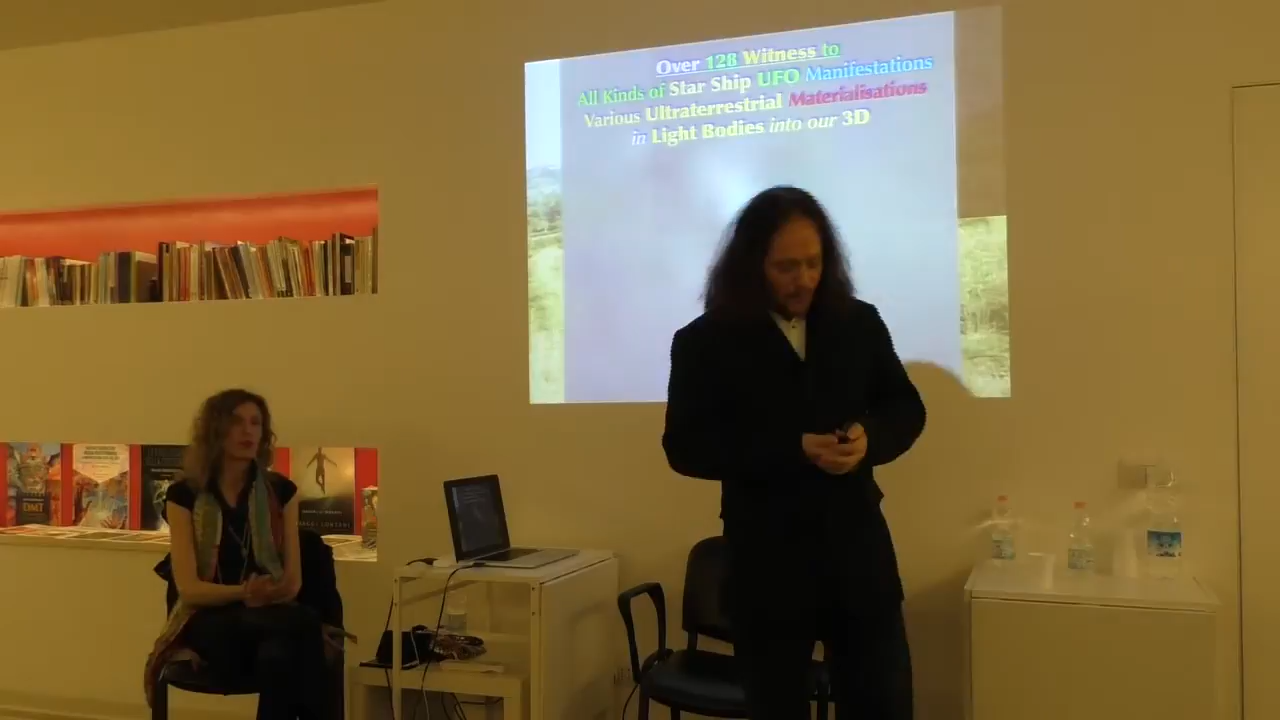 Over 128 Witness to
All Kinds of Star Ship UFO Manifestations
Various Ultraterrestrial Materialisations
in Light Bodies into our 3D
DMT